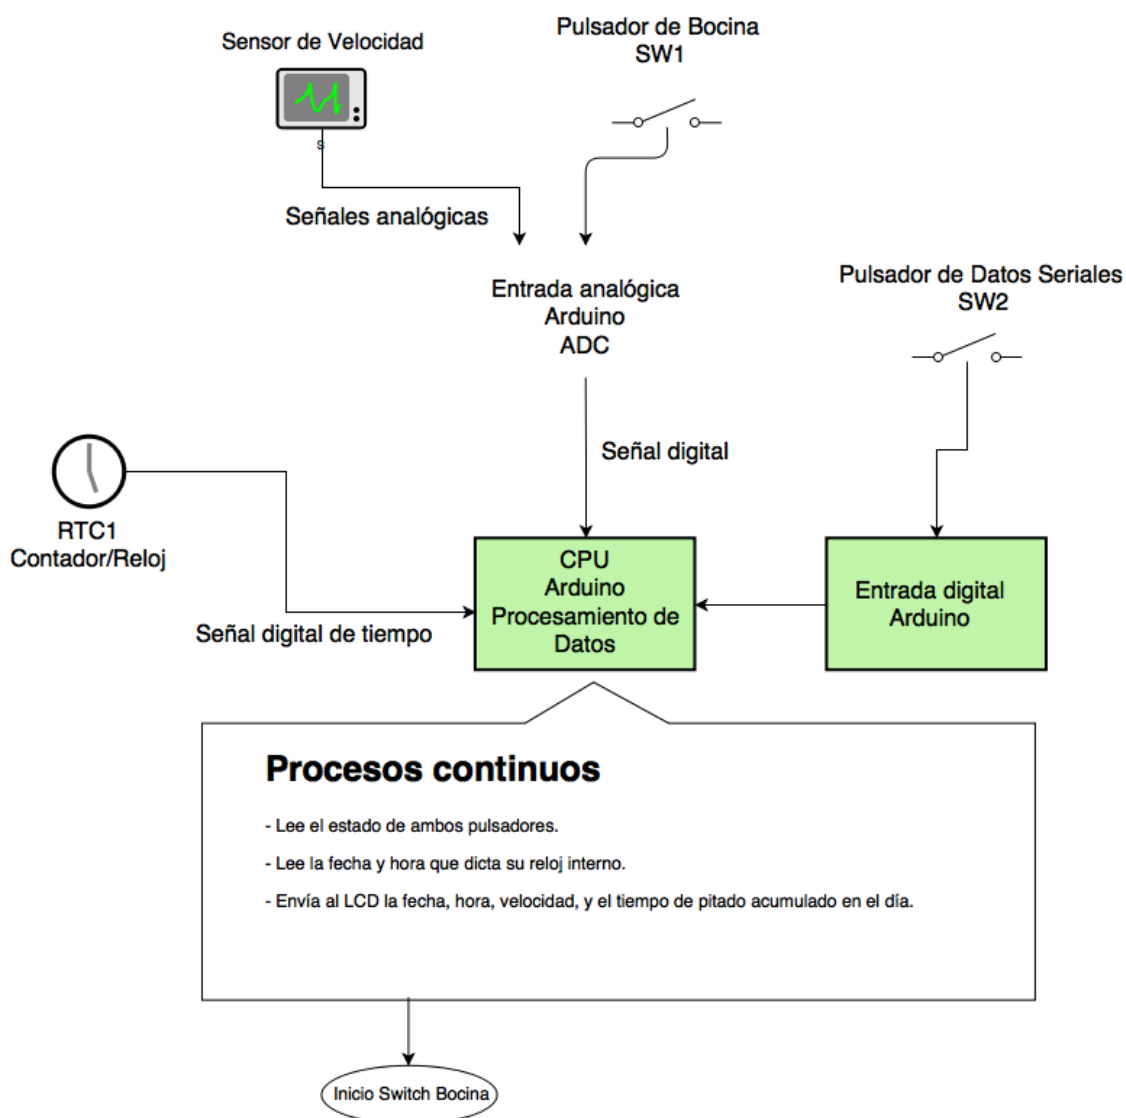 Sensor de Velocidad
Pulsador de Bocina
SW1
s
Señales analógicas
Entrada analógica
Arduino
ADC
Pulsador de Datos Seriales
SW2
Señal digital
RTC1
Contador/Reloj
Señal digital de tiempo
CPU
Arduino
Procesamiento de
Datos
Entrada digital
Arduino
Procesos continuos
- Lee el estado de ambos pulsadores.
- Lee la fecha y hora que dicta su reloj interno.
- Envía al LCD la fecha, hora, velocidad, y el tiempo de pitado acumulado en el día.
Inicio Switch Bocina